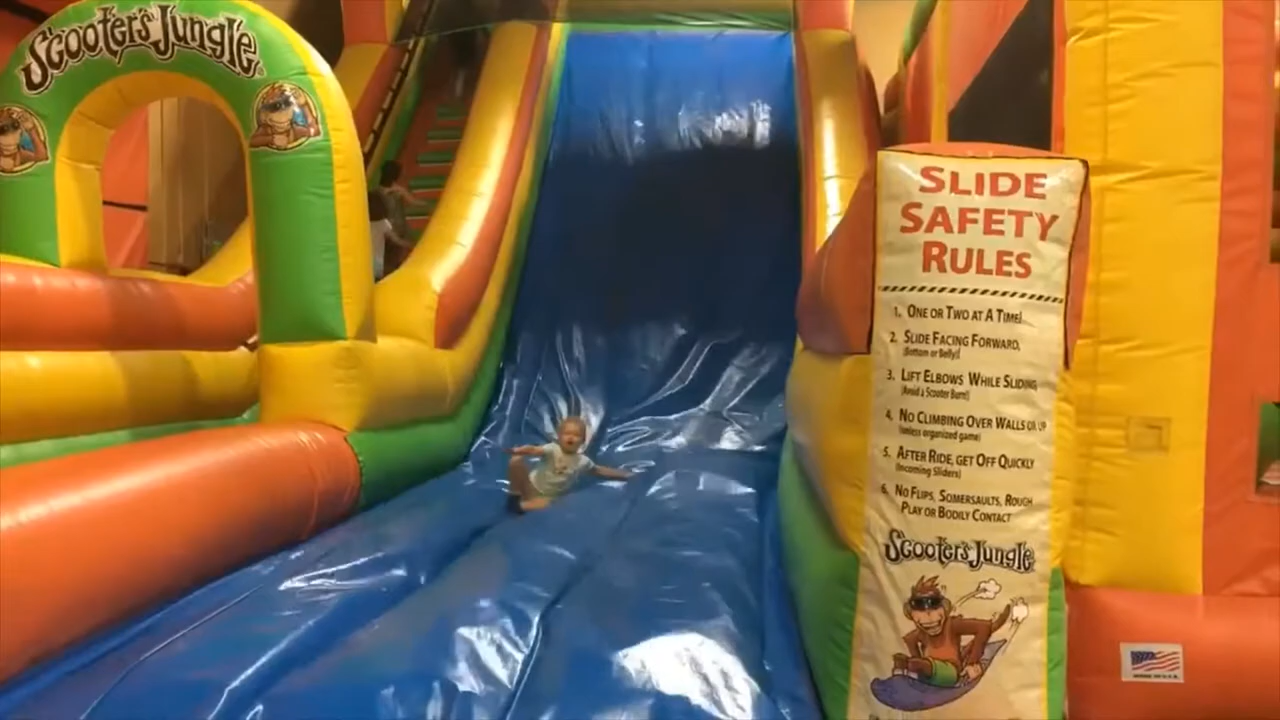 Scooter's Jungle
SLIDE
SAFETY
RULES
1. ONE OR TWO AT A TIME!
2. SLIDE FACING FORWARD,
(Bottom or Belly)!
3. LIFT ELBOWS WHILE SLIDING
(Avoid a Scooter Burn!)
4. NO CLIMBING OVER WALLS OR UP
(unless organized game)
5. AFTER RIDE, GET OFF QUICKLY
(Incoming Sliders)
6. NO FLIPS, SOMERSAULTS, ROUGH
PLAY OR BODILY CONTACT
Scooter's Jungle